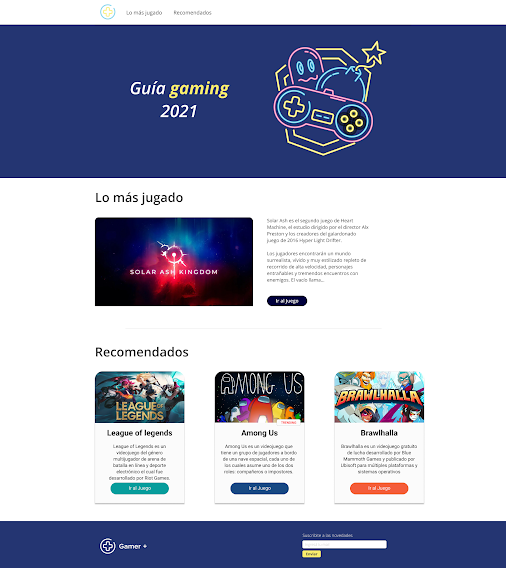 Lo más jugado
Recomendados
Guía gaming
2021
Lo más jugado
SOLAR ASH KINGDOM
Solar Ash es el segundo juego de Heart
Machine, el estudio dirigido por el director Alx
Preston y los creadores del galardonado
juego de 2016 Hyper Light Drifter.
Los jugadores encontrarán un mundo
surrealista, vívido y muy estilizado repleto de
recorrido de alta velocidad, personajes
entrañables y tremendos encuentros con
enemigos. El vacío llama...
Ir al juego
Recomendados
LEAGUE OF
LEGENDS
League of legends
League of Legends es un
videojuego del género
multijugador de arena de
batalla en línea y deporte
electrónico el cual fue
desarrollado por Riot Games.
Ir al Juego
AMONG US
TRENDING
Among Us
Among Us es un videojuego que
tiene un grupo de jugadores a bordo
de una nave espacial, cada uno de
los cuales asume uno de los dos
roles: compañeros o impostores
Ir al Juego
BRAWLHALLA
Brawlhalla
Brawlhalla es un videojuego gratuito
de lucha desarrollado por Blue
Mammoth Games y publicado por
Ubisoft para múltiples plataformas y
sistemas operativos
Ir al Juego
Gamer +
Suscribite a las novedades
Enviar